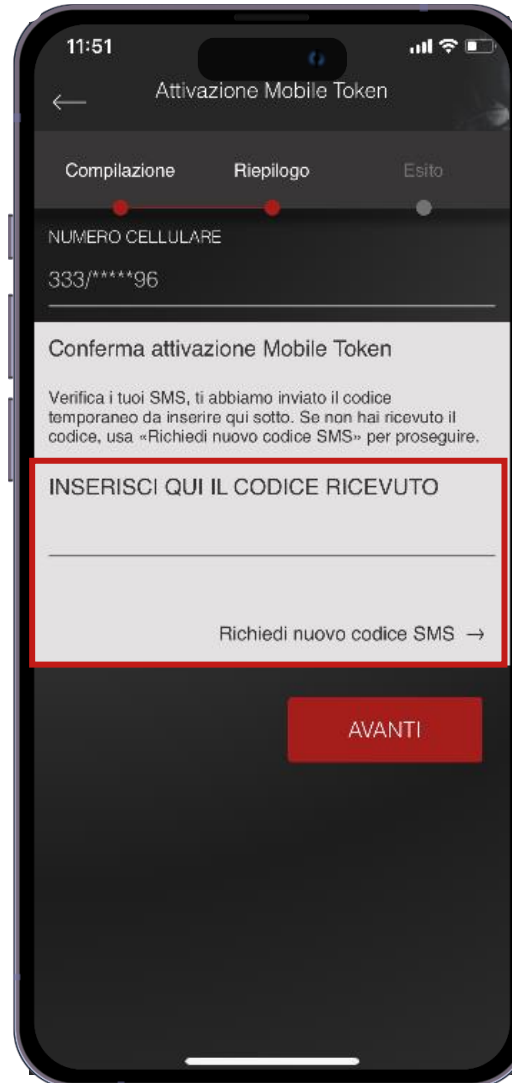 11:51
Attivazione Mobile Token
Compilazione Riepilogo Esito
NUMERO CELLULARE
333/*****96
Conferma attivazione Mobile Token
Verifica i tuoi SMS, ti abbiamo inviato il codice
temporaneo da inserire qui sotto. Se non hai ricevuto il
codice, usa «Richiedi nuovo codice SMS» per proseguire.
INSERISCI QUI IL CODICE RICEVUTO
Richiedi nuovo codice SMS →
AVANTI